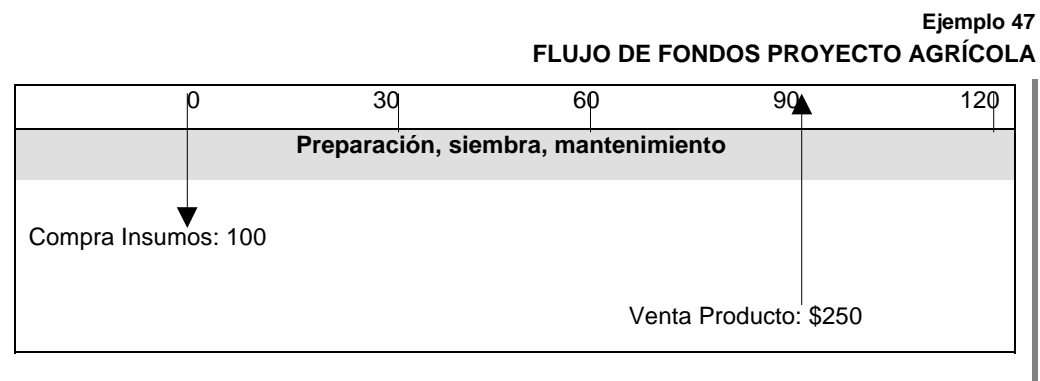 Ejemplo 47
FLUJO DE FONDOS PROYECTO AGRÍCOLA
0 30 60 90 120
Preparación, siembra, mantenimiento
Compra Insumos: 100
Venta Producto: $250